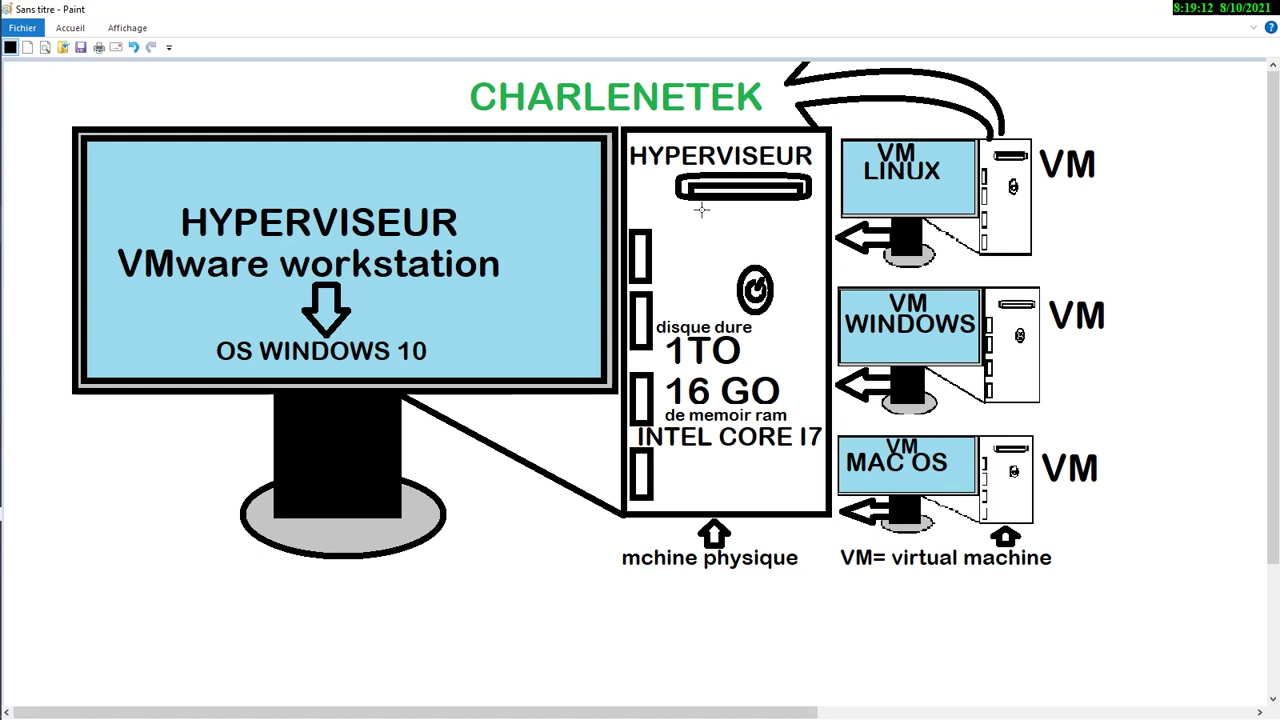 Sans titre - Paint
8:19:12 8/10/2021
Fichier Accueil Affichage
CHARLENETEK
HYPERVISEUR
VMware workstation
OS WINDOWS 10
HYPERVISEUR
disque dure
1TO
16 GO
de memoir ram
INTEL CORE I7
mchine physique
VM
LINUX
VM
VM
WINDOWS
VM
VM
MAC OS
VM
VM= virtual machine